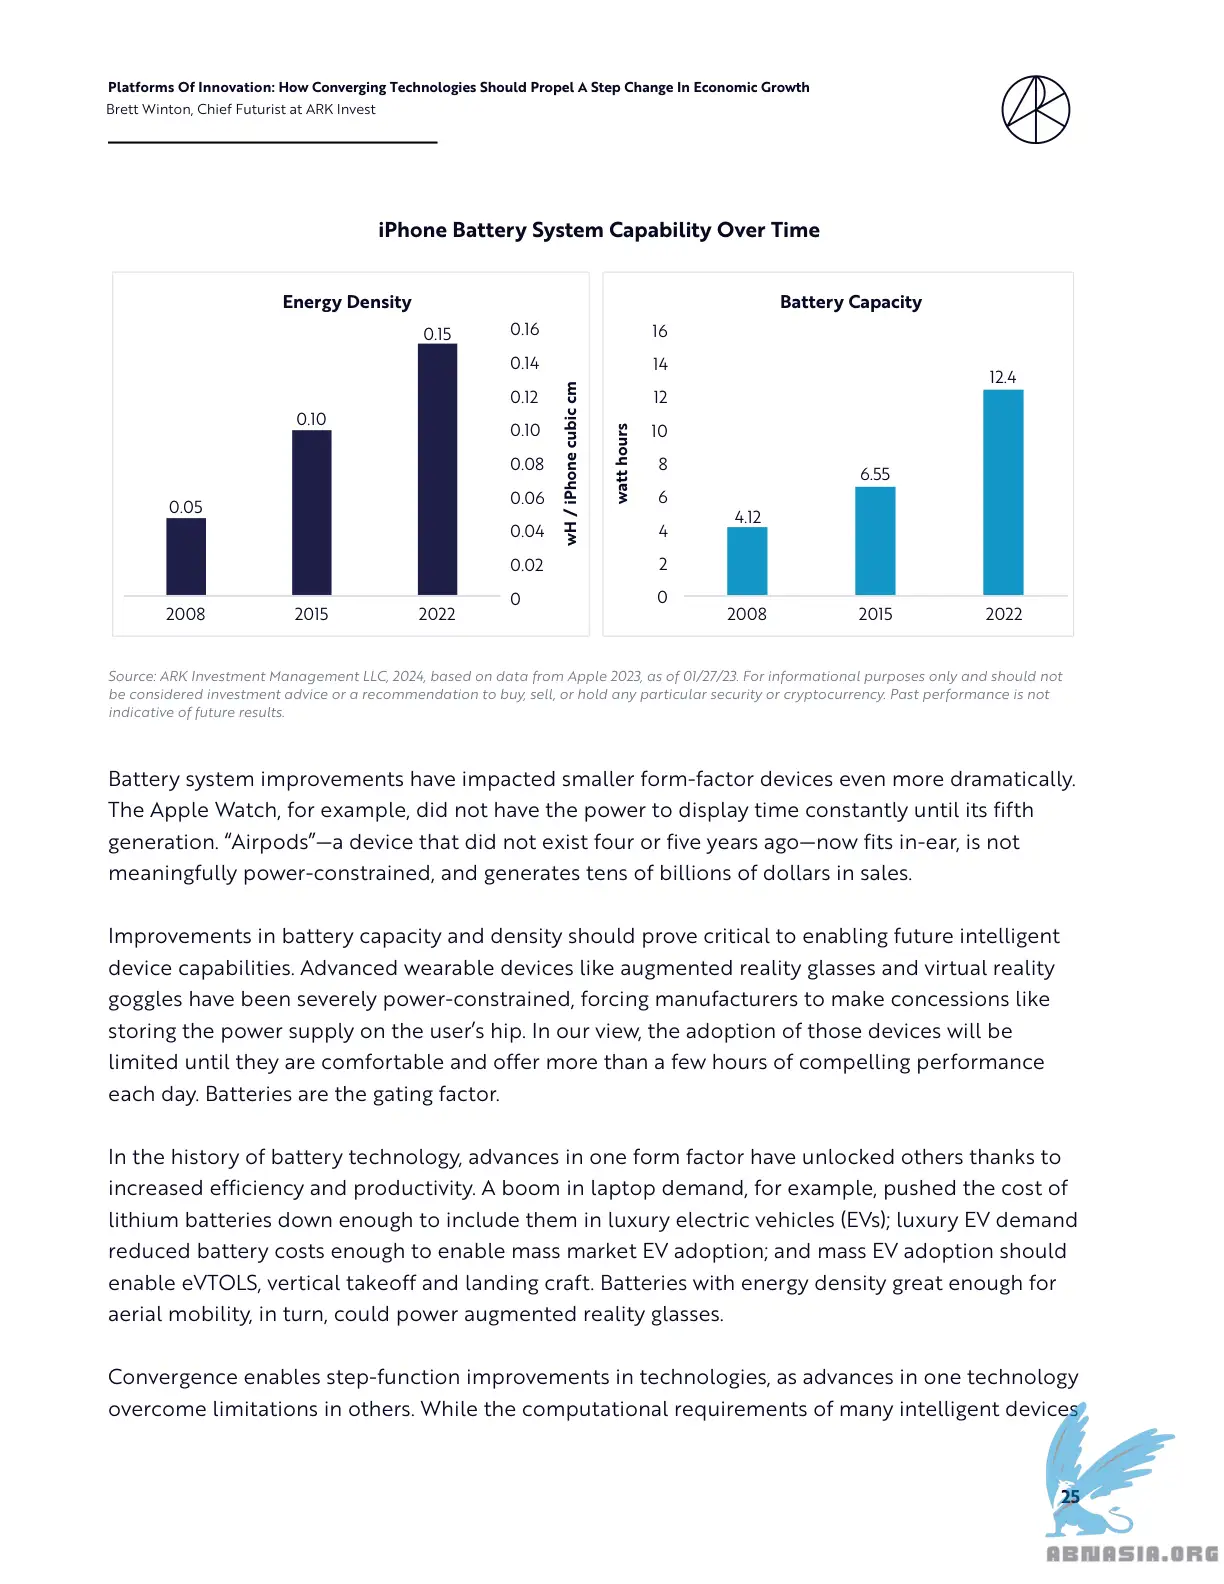 Platforms Of Innovation: How Converging Technologies Should Propel A Step Change In Economic Growth
Brett Winton, Chief Futurist at ARK Invest
iPhone Battery System Capability Over Time
Energy Density
0.05
0.10
0.15
0.16
0.14
0.12
0.10
0.08
0.06
0.04
0.02
0
wH / iPhone cubic cm
2008
2015
2022
Battery Capacity
watt hours
16
14
12
10
8
6
4
2
0
4.12
6.55
12.4
2008
2015
2022
Source: ARK Investment Management LLC, 2024, based on data from Apple 2023, as of 01/27/23. For informational purposes only and should not
be considered investment advice or a recommendation to buy, sell, or hold any particular security or cryptocurrency. Past performance is not
indicative of future results.
Battery system improvements have impacted smaller form-factor devices even more dramatically.
The Apple Watch, for example, did not have the power to display time constantly until its fifth
generation. “Airpods”—a device that did not exist four or five years ago—now fits in-ear, is not
meaningfully power-constrained, and generates tens of billions of dollars in sales.
Improvements in battery capacity and density should prove critical to enabling future intelligent
device capabilities. Advanced wearable devices like augmented reality glasses and virtual reality
goggles have been severely power-constrained, forcing manufacturers to make concessions like
storing the power supply on the user’s hip. In our view, the adoption of those devices will be
limited until they are comfortable and offer more than a few hours of compelling performance
each day. Batteries are the gating factor.
In the history of battery technology, advances in one form factor have unlocked others thanks to
increased efficiency and productivity. A boom in laptop demand, for example, pushed the cost of
lithium batteries down enough to include them in luxury electric vehicles (EVs); luxury EV demand
reduced battery costs enough to enable mass market EV adoption; and mass EV adoption should
enable eVTOLS, vertical takeoff and landing craft. Batteries with energy density great enough for
aerial mobility, in turn, could power augmented reality glasses.
Convergence enables step-function improvements in technologies, as advances in one technology
overcome limitations in others. While the computational requirements of many intelligent devices
25
ABNASIA.ORG